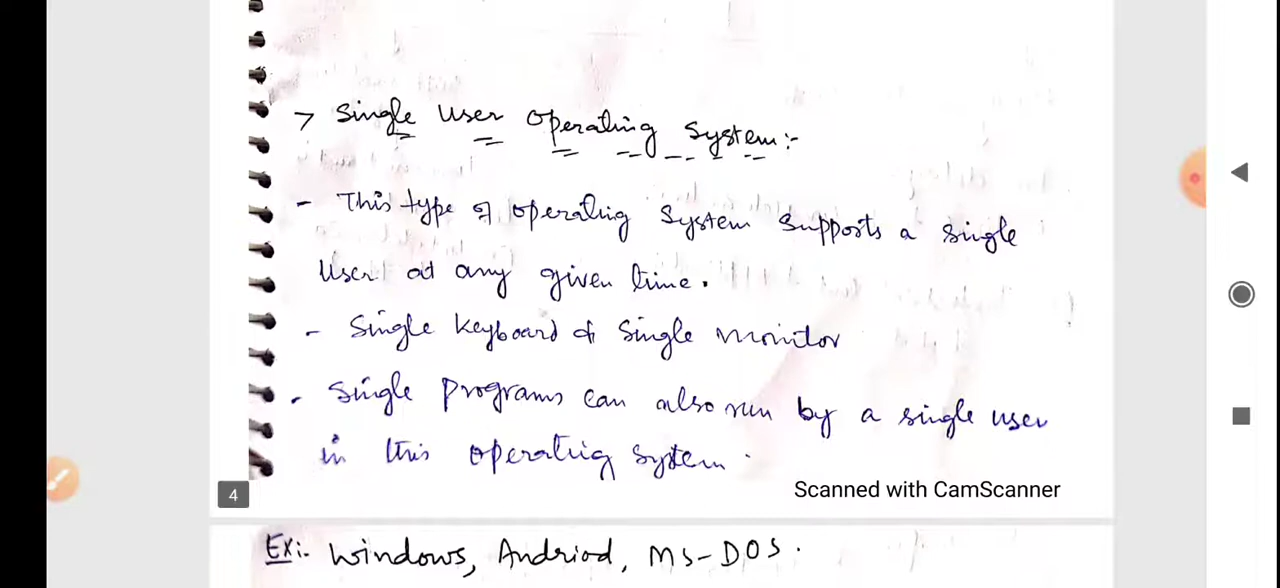 > Single User Operating System:-
- This type of operating System Supports a Single
User at any given time.
- Single keyboard & Single monitor
- Single Programs can also run by a single user
in this operating System.
4
Scanned with CamScanner
Ex:- Windows, Andriod, MS-DOS.